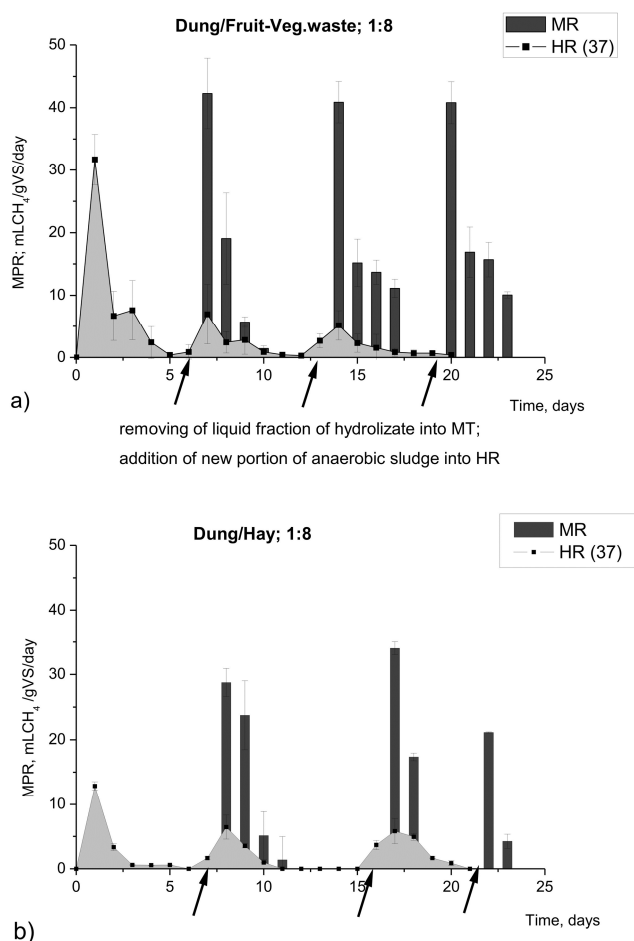 Dung/Fruit-Veg.waste; 1:8
MR
HR (37)
MPR; mLCH₄/gVS/day
50
40
30
20
10
0
0 5 10 15 20 25
Time, days
a)
removing of liquid fraction of hydrolizate into MT;
addition of new portion of anaerobic sludge into HR
Dung/Hay; 1:8
MR
HR (37)
MPR, mLCH₄ /gVS/day
50
40
30
20
10
0
0 5 10 15 20 25
Time, days
b)